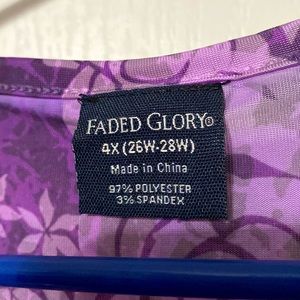 FADED GLORY®
4X (26W-28W)
Made in China
97% POLYESTER
3% SPANDEX